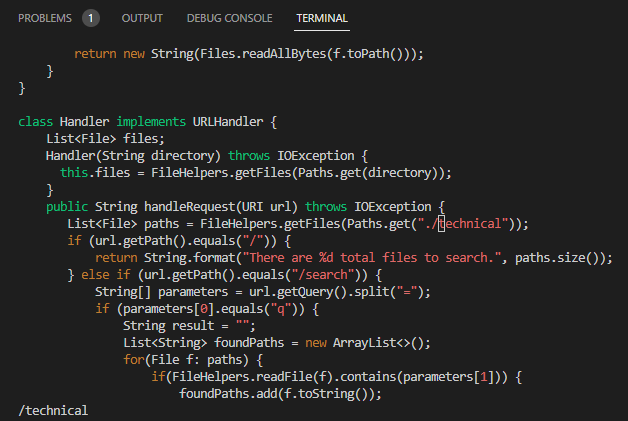 PROBLEMS 1 OUTPUT DEBUG CONSOLE TERMINAL
return new String(Files.readAllBytes(f.toPath()));
}
}
class Handler implements URLHandler {
List<File> files;
Handler(String directory) throws IOException {
this.files = FileHelpers.getFiles(Paths.get(directory));
}
public String handleRequest(URI url) throws IOException {
List<File> paths = FileHelpers.getFiles(Paths.get("./technical"));
if (url.getPath().equals("/")) {
return String.format("There are %d total files to search.", paths.size());
} else if (url.getPath().equals("/search")) {
String[] parameters = url.getQuery().split("=");
if (parameters[0].equals("q")) {
String result = "";
List<String> foundPaths = new ArrayList<>();
for(File f: paths) {
if(FileHelpers.readFile(f).contains(parameters[1])) {
foundPaths.add(f.toString());
/technical